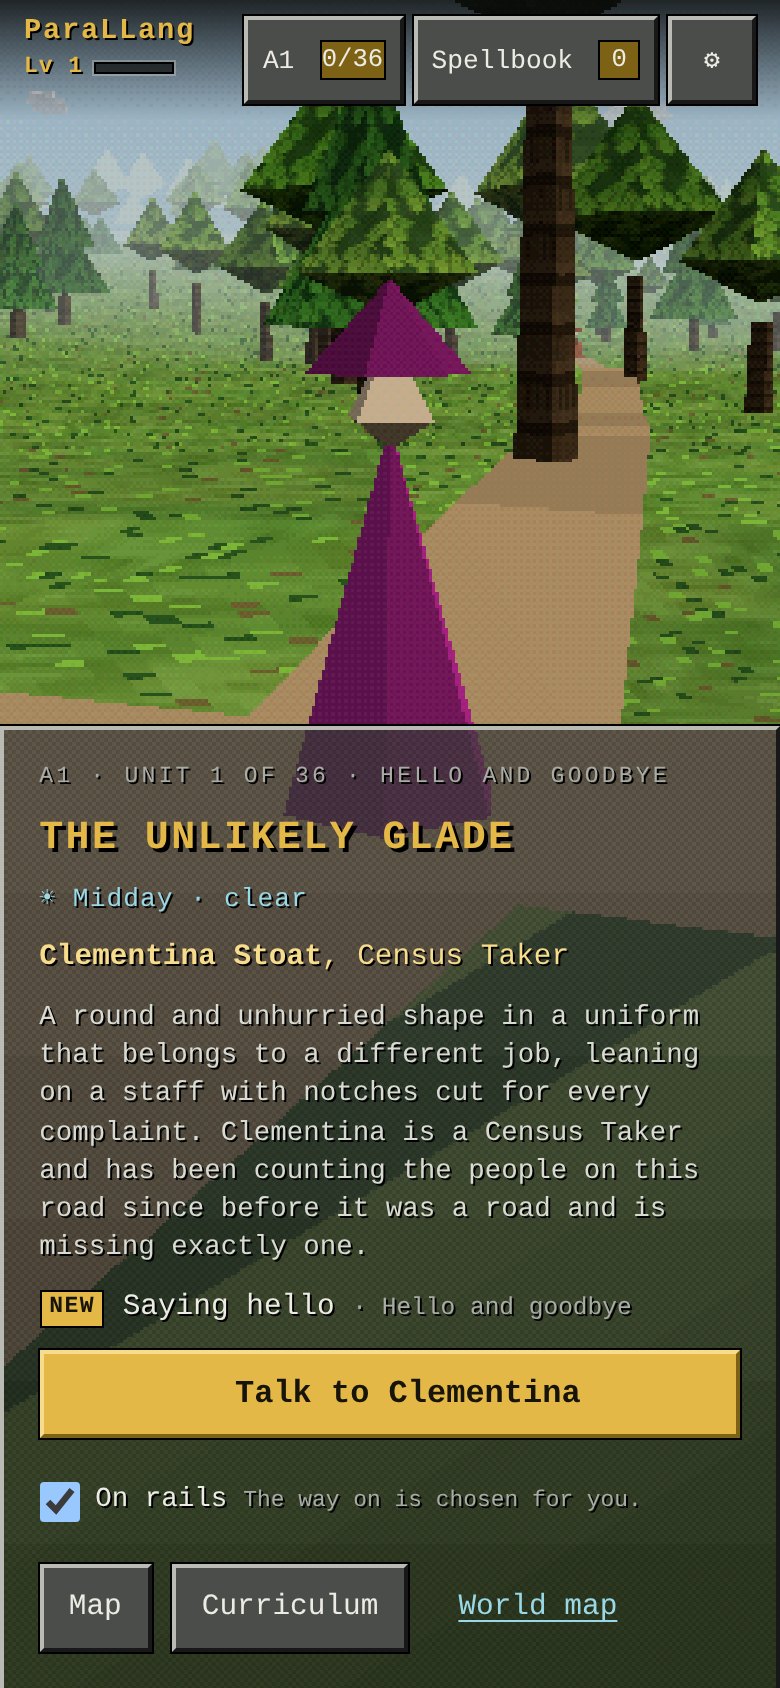 ParaLLang
Lv 1
A1 0/36
Spellbook 0
⚙
A1 · UNIT 1 OF 36 · HELLO AND GOODBYE
THE UNLIKELY GLADE
☀ Midday · clear
Clementina Stoat, Census Taker
A round and unhurried shape in a uniform
that belongs to a different job, leaning
on a staff with notches cut for every
complaint. Clementina is a Census Taker
and has been counting the people on this
road since before it was a road and is
missing exactly one.
NEW Saying hello · Hello and goodbye
Talk to Clementina
On rails The way on is chosen for you.
Map
Curriculum
World map